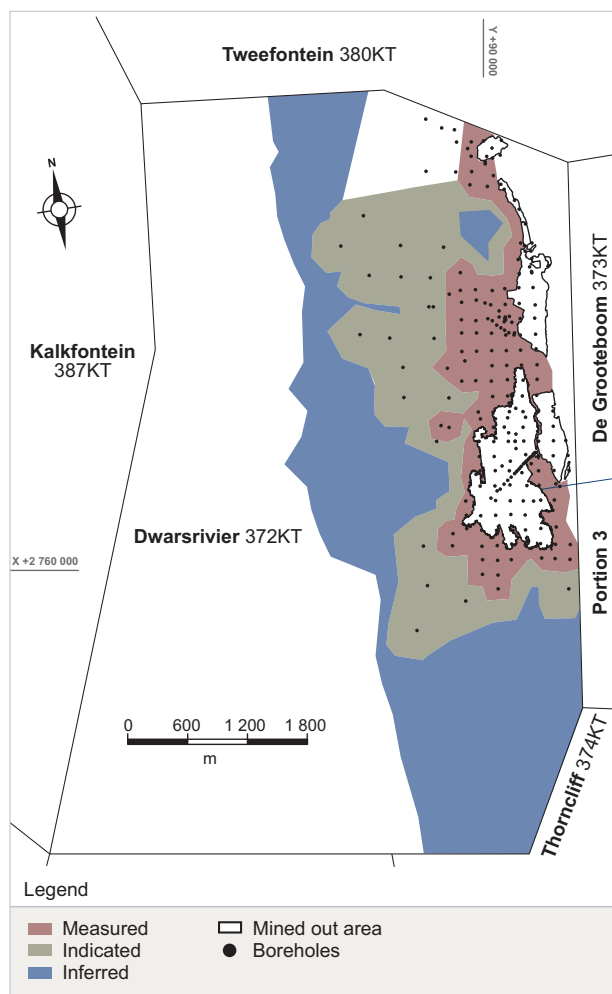 Tweefontein 380KT
Y +90 000
N
De Grooteboom 373KT
Kalkfontein
387KT
Dwarsrivier 372KT
X +2 760 000
Portion 3
0 600 1 200 1 800
m
Thorncliff 374KT
Legend
Measured
Mined out area
Indicated
Boreholes
Inferred